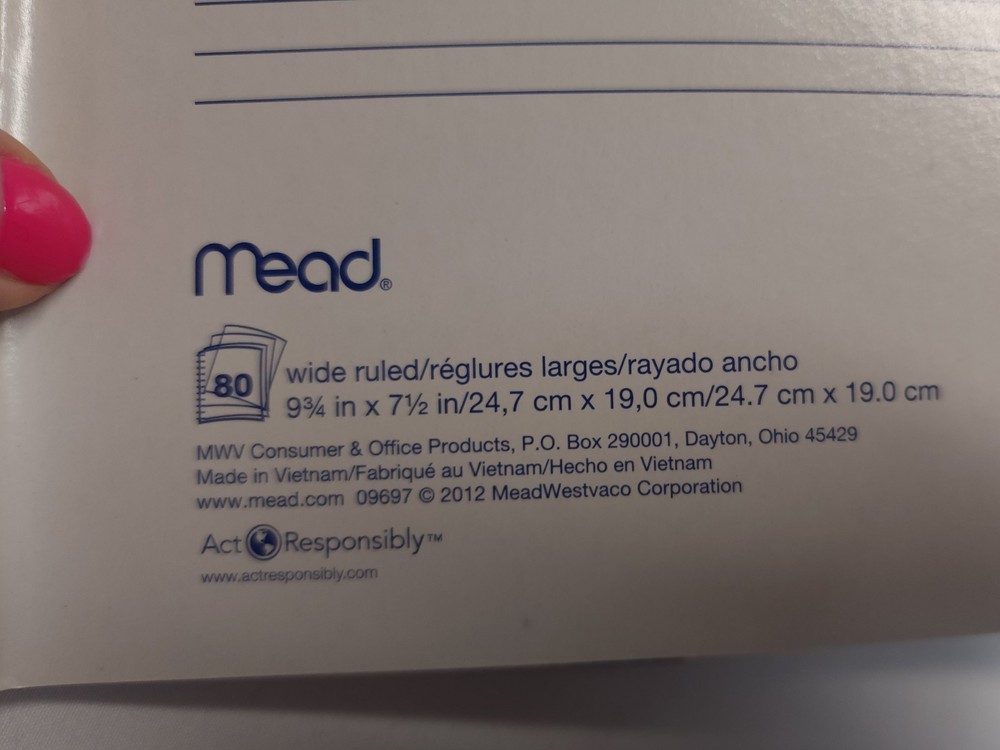 mead®
80
wide ruled/réglures larges/rayado ancho
9¾ in x 7½ in/24,7 cm x 19,0 cm/24.7 cm x 19.0 cm
MWV Consumer & Office Products, P.O. Box 290001, Dayton, Ohio 45429
Made in Vietnam/Fabriqué au Vietnam/Hecho en Vietnam
www.mead.com 09697 © 2012 MeadWestvaco Corporation
Act Responsibly™
www.actresponsibly.com